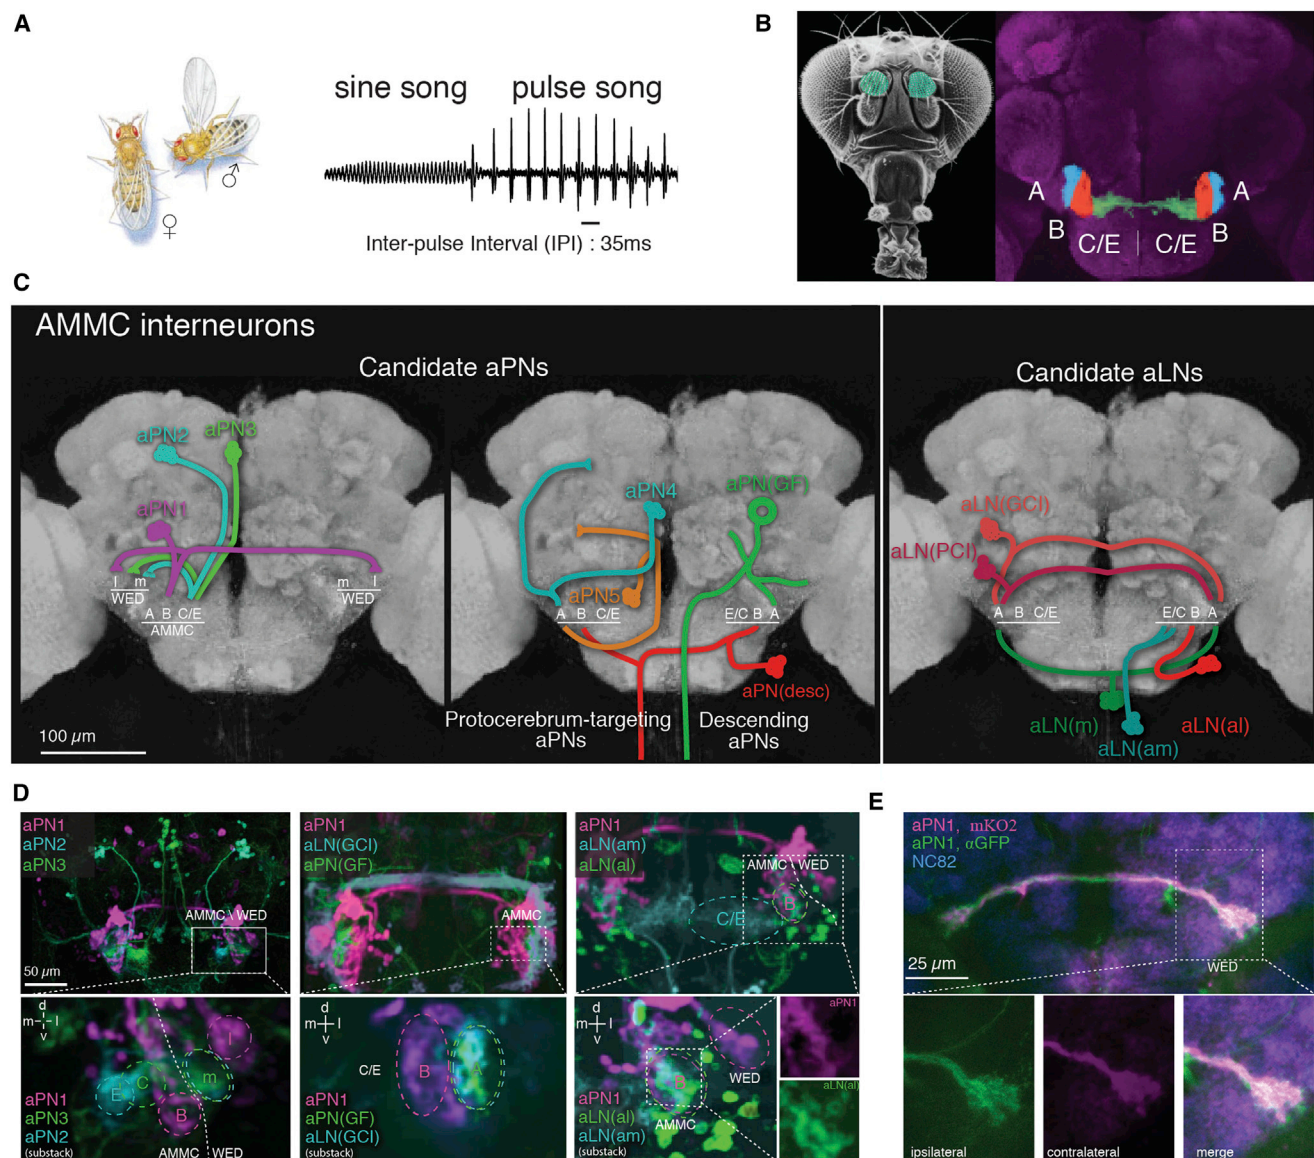 A
sine song
pulse song
♀
♂
Inter-pulse Interval (IPI) : 35ms
B
A
B
C/E
C/E
B
A
C
AMMC interneurons
Candidate aPNs
aPN2
aPN3
aPN1
l m
WED
A B C/E
AMMC
m l
WED
100 µm
aPN4
aPN(GF)
aPN5
A B C/E
E/C B A
aPN(desc)
Protocerebrum-targeting
aPNs
Descending
aPNs
Candidate aLNs
aLN(GCI)
aLN(PCI)
A B C/E
E/C B A
aLN(m)
aLN(am)
aLN(al)
D
aPN1
aPN2
aPN3
AMMC \ WED
50 µm
aPN1
aLN(GCI)
aPN(GF)
AMMC
aPN1
aLN(am)
aLN(al)
AMMC \ WED
B
C/E
d
m l
v
l
E
C
m
B
aPN1
aPN3
aPN2
(substack)
AMMC WED
d
m l
v
C/E
B
A
aPN1
aPN(GF)
aLN(GCI)
(substack)
d
m l
v
B
WED
AMMC
aPN1
aLN(al)
aLN(am)
(substack)
aPN1
aLN(al)
E
aPN1, mKO2
aPN1, αGFP
NC82
25 µm
WED
ipsilateral
contralateral
merge